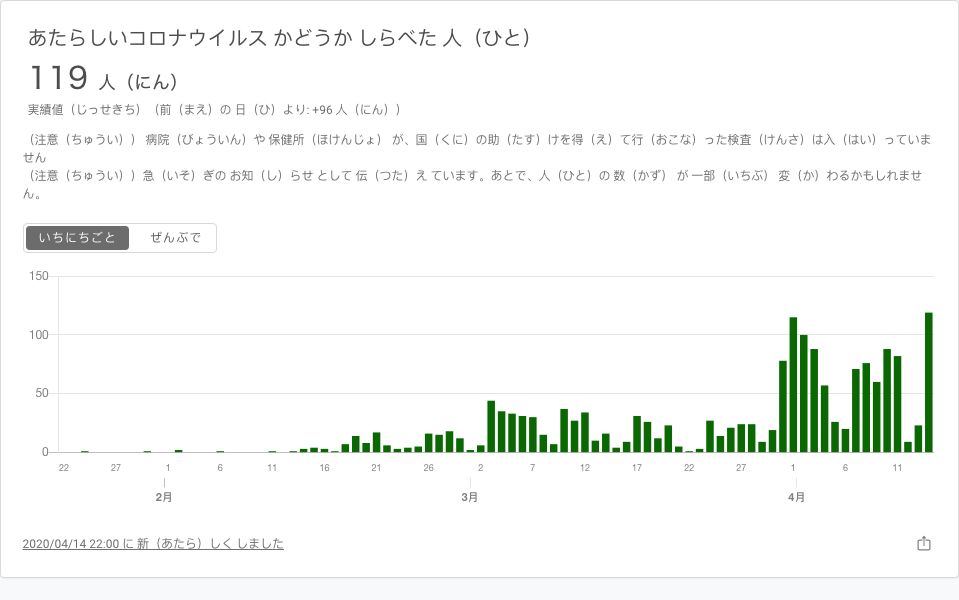 あたらしいコロナウイルス かどうか しらべた 人（ひと）
119 人（にん）
実績値（じっせきち）（前（まえ）の 日（ひ）より: +96 人（にん））
（注意（ちゅうい）） 病院（びょういん）や 保健所（ほけんじょ） が、国（くに）の助（たす）けを得（え）て行（おこな）った検査（けんさ）は入（はい）っていま
せん
（注意（ちゅうい））急（いそ）ぎの お知（し）らせ として 伝（つた）え ています。あとで、人（ひと）の 数（かず） が 一部（いちぶ） 変（か）わるかもしれませ
ん。
いちにちごと ぜんぶで
150
100
50
0
22 27 1 6 11 16 21 26 2 7 12 17 22 27 1 6 11
2月 3月 4月
2020/04/14 22:00 に 新（あたら）しく しました